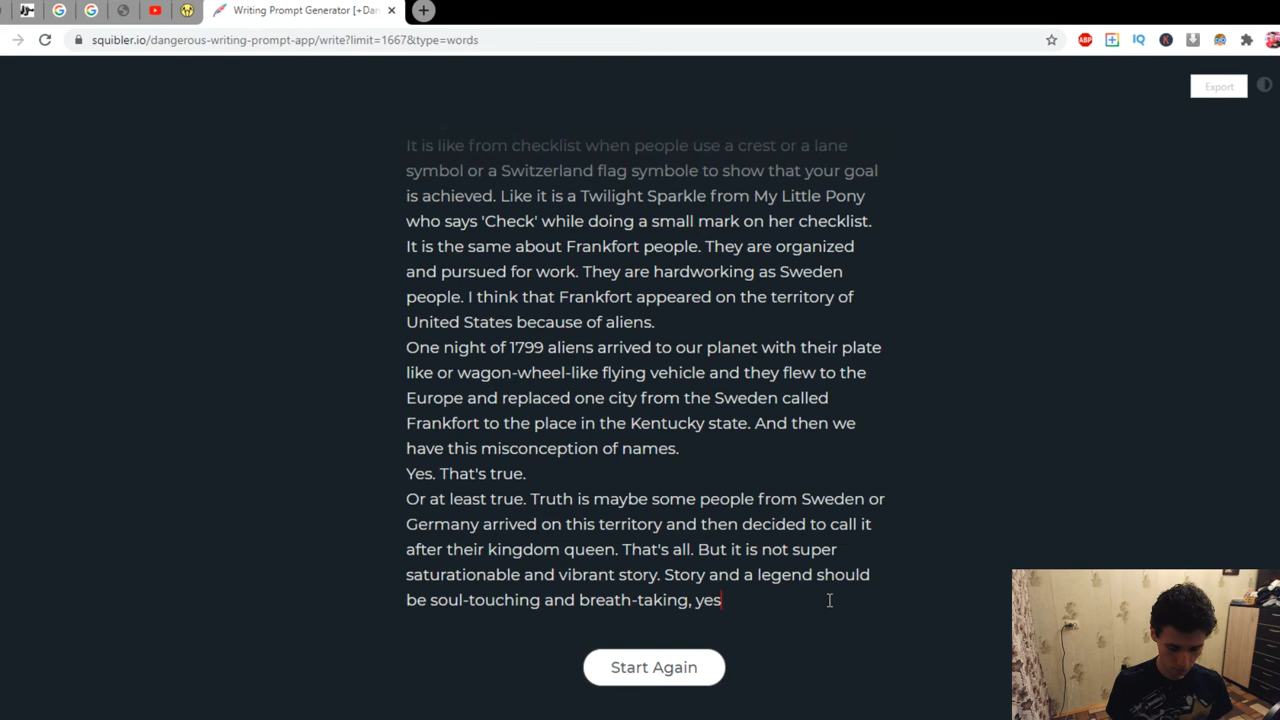 Writing Prompt Generator [+Dan
squibler.io/dangerous-writing-prompt-app/write?limit=1667&type=words
ABP
IQ
K
Export
It is like from checklist when people use a crest or a lane
symbol or a Switzerland flag symbole to show that your goal
is achieved. Like it is a Twilight Sparkle from My Little Pony
who says 'Check' while doing a small mark on her checklist.
It is the same about Frankfort people. They are organized
and pursued for work. They are hardworking as Sweden
people. I think that Frankfort appeared on the territory of
United States because of aliens.
One night of 1799 aliens arrived to our planet with their plate
like or wagon-wheel-like flying vehicle and they flew to the
Europe and replaced one city from the Sweden called
Frankfort to the place in the Kentucky state. And then we
have this misconception of names.
Yes. That's true.
Or at least true. Truth is maybe some people from Sweden or
Germany arrived on this territory and then decided to call it
after their kingdom queen. That's all. But it is not super
saturationable and vibrant story. Story and a legend should
be soul-touching and breath-taking, yes
Start Again